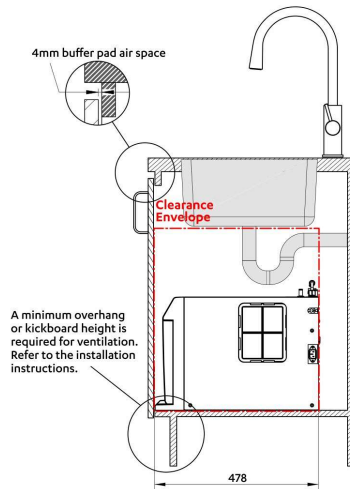 4mm buffer pad air space
Clearance
Envelope
A minimum overhang
or kickboard height is
required for ventilation.
Refer to the installation
instructions.
478